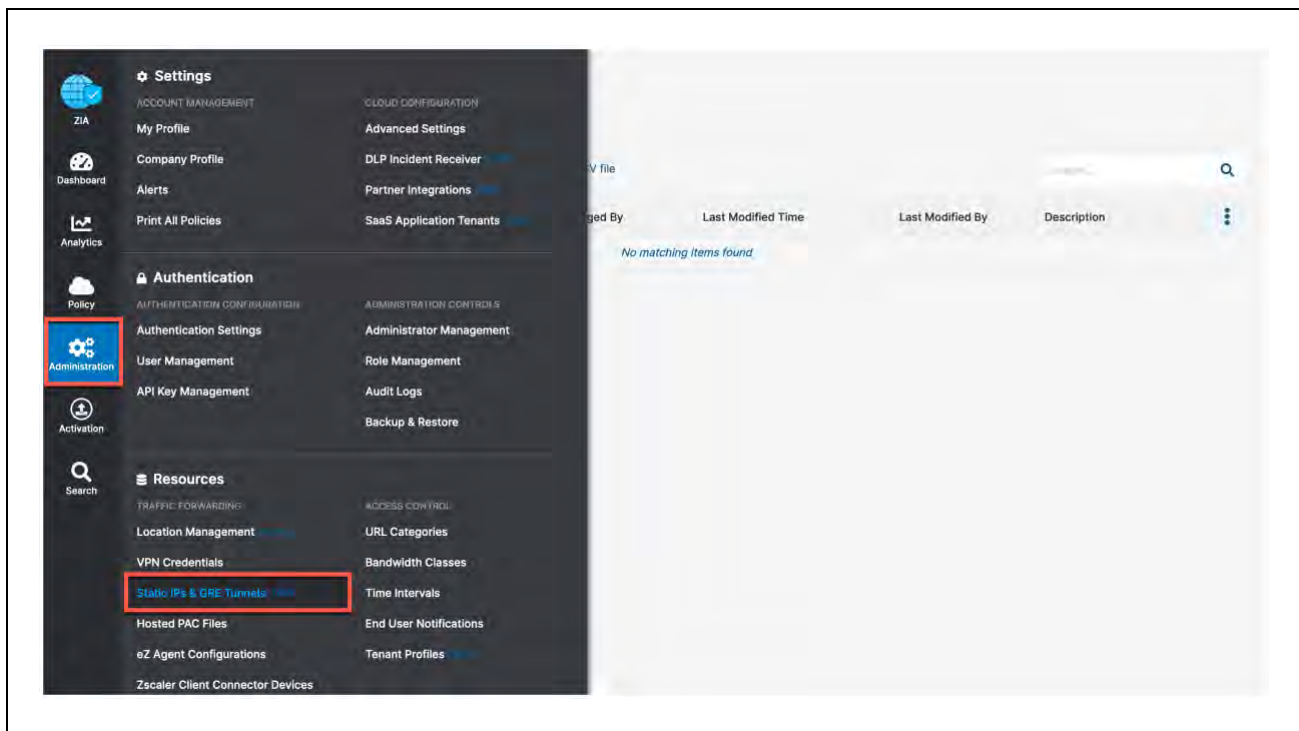 ZIA
Dashboard
Analytics
Policy
Administration
Activation
Search
Settings
ACCOUNT MANAGEMENT
My Profile
Company Profile
Alerts
Print All Policies
CLOUD CONFIGURATION
Advanced Settings
DLP Incident Receiver
Partner Integrations
SaaS Application Tenants
Authentication
AUTHENTICATION CONFIGURATION
Authentication Settings
User Management
API Key Management
ADMINISTRATION CONTROLS
Administrator Management
Role Management
Audit Logs
Backup & Restore
Resources
TRAFFIC FORWARDING
Location Management
VPN Credentials
Static IPs & GRE Tunnels
Hosted PAC Files
eZ Agent Configurations
Zscaler Client Connector Devices
ACCESS CONTROL
URL Categories
Bandwidth Classes
Time Intervals
End User Notifications
Tenant Profiles
V file
ged By Last Modified Time Last Modified By Description
No matching items found